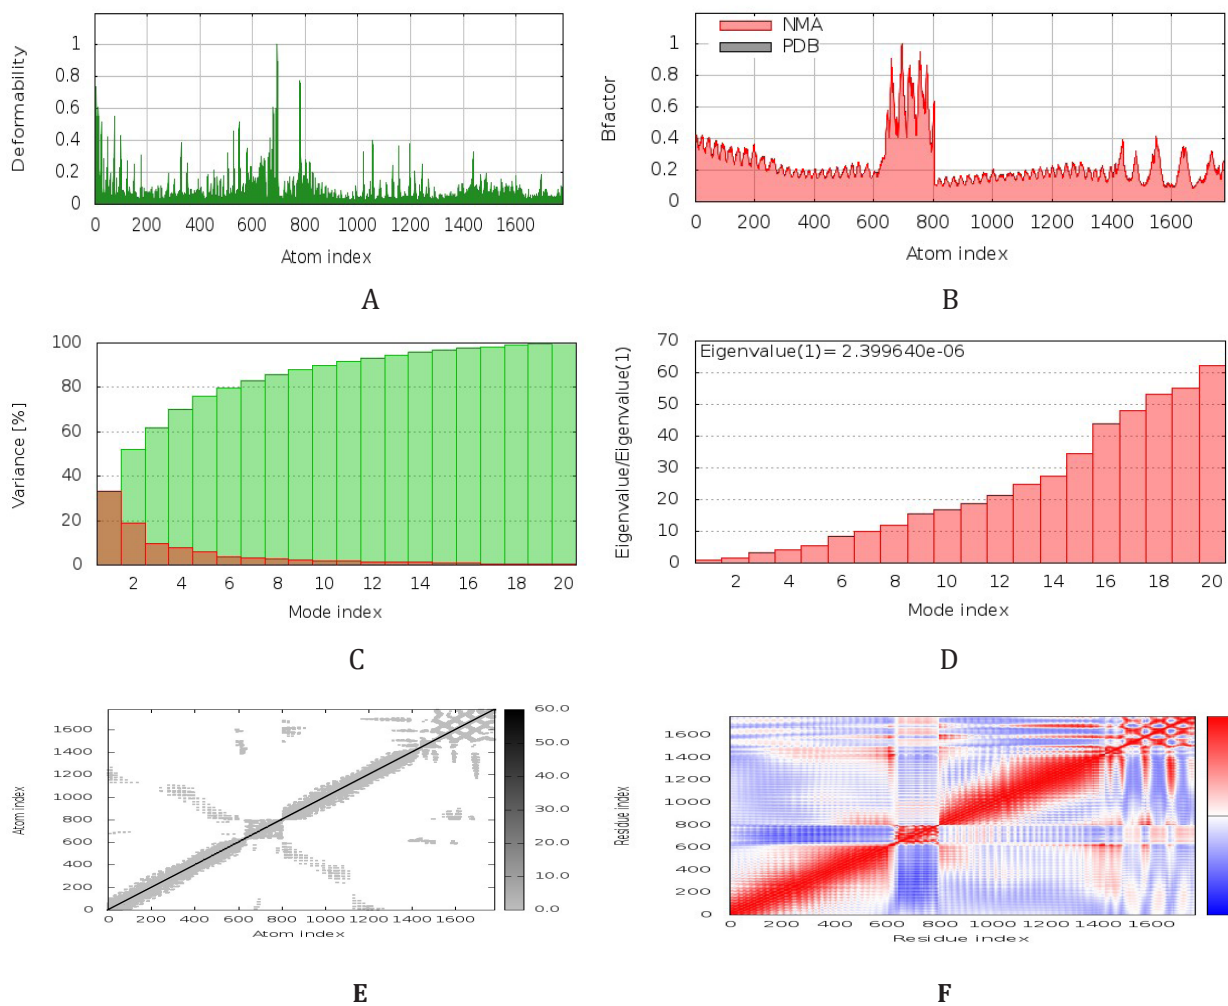 1
0.8
0.6
0.4
0.2
0
Deformability
0 200 400 600 800 1000 1200 1400 1600
Atom index
A
NMA
PDB
1
0.8
0.6
0.4
0.2
0
Bfactor
0 200 400 600 800 1000 1200 1400 1600
Atom index
B
100
80
60
40
20
0
Variance [%]
2 4 6 8 10 12 14 16 18 20
Mode index
C
Eigenvalue(1)= 2.399640e-06
70
60
50
40
30
20
10
0
Eigenvalue/Eigenvalue(1)
2 4 6 8 10 12 14 16 18 20
Mode index
D
1600
1400
1200
1000
800
600
400
200
0
Atom index
0 200 400 600 800 1000 1200 1400 1600
Atom index
60.0
50.0
40.0
30.0
20.0
10.0
0.0
E
1600
1400
1200
1000
800
600
400
200
0
Residue index
0 200 400 600 800 1000 1200 1400 1600
Residue index
F